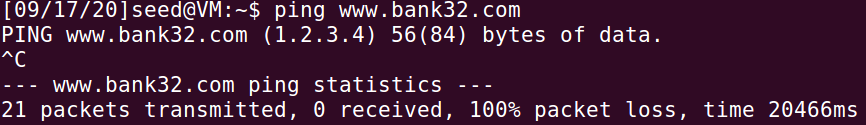 [09/17/20]seed@VM:~$ ping www.bank32.com
PING www.bank32.com (1.2.3.4) 56(84) bytes of data.
^C
--- www.bank32.com ping statistics ---
21 packets transmitted, 0 received, 100% packet loss, time 20466ms